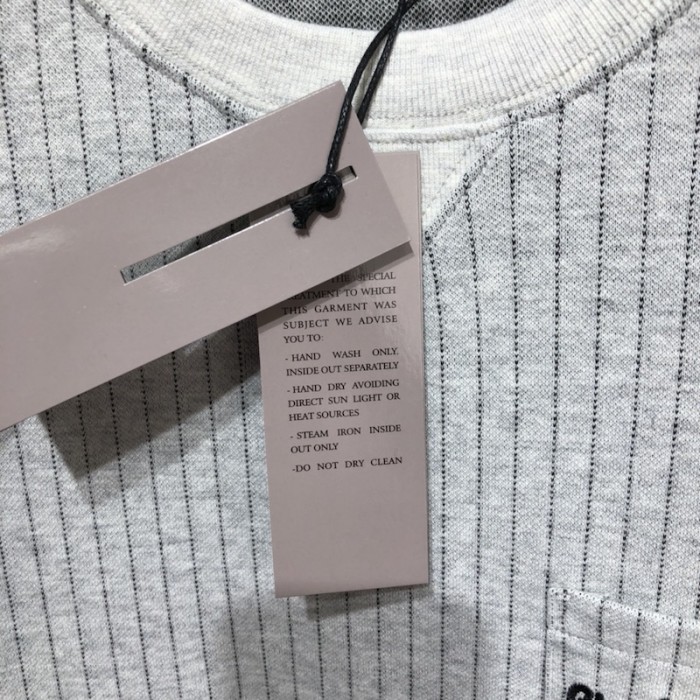 THE SPECIAL
TREATMENT TO WHICH
THIS GARMENT WAS
SUBJECT WE ADVISE
YOU TO:
- HAND WASH ONLY.
INSIDE OUT SEPARATELY
- HAND DRY AVOIDING
DIRECT SUN LIGHT OR
HEAT SOURCES
- STEAM IRON INSIDE
OUT ONLY
-DO NOT DRY CLEAN